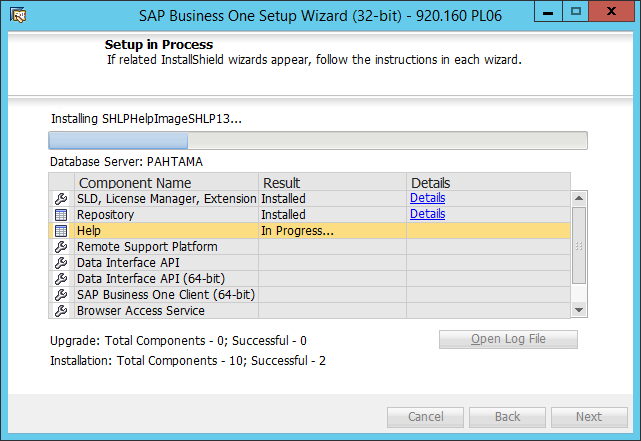 SAP Business One Setup Wizard (32-bit) - 920.160 PL06
Setup in Process
If related InstallShield wizards appear, follow the instructions in each wizard.
Installing SHLPHelpImageSHLP13...
Database Server: PAHTAMA
Component Name Result Details
SLD, License Manager, Extension Installed Details
Repository Installed Details
Help In Progress...
Remote Support Platform
Data Interface API
Data Interface API (64-bit)
SAP Business One Client (64-bit)
Browser Access Service
Upgrade: Total Components - 0; Successful - 0
Open Log File
Installation: Total Components - 10; Successful - 2
Cancel Back Next